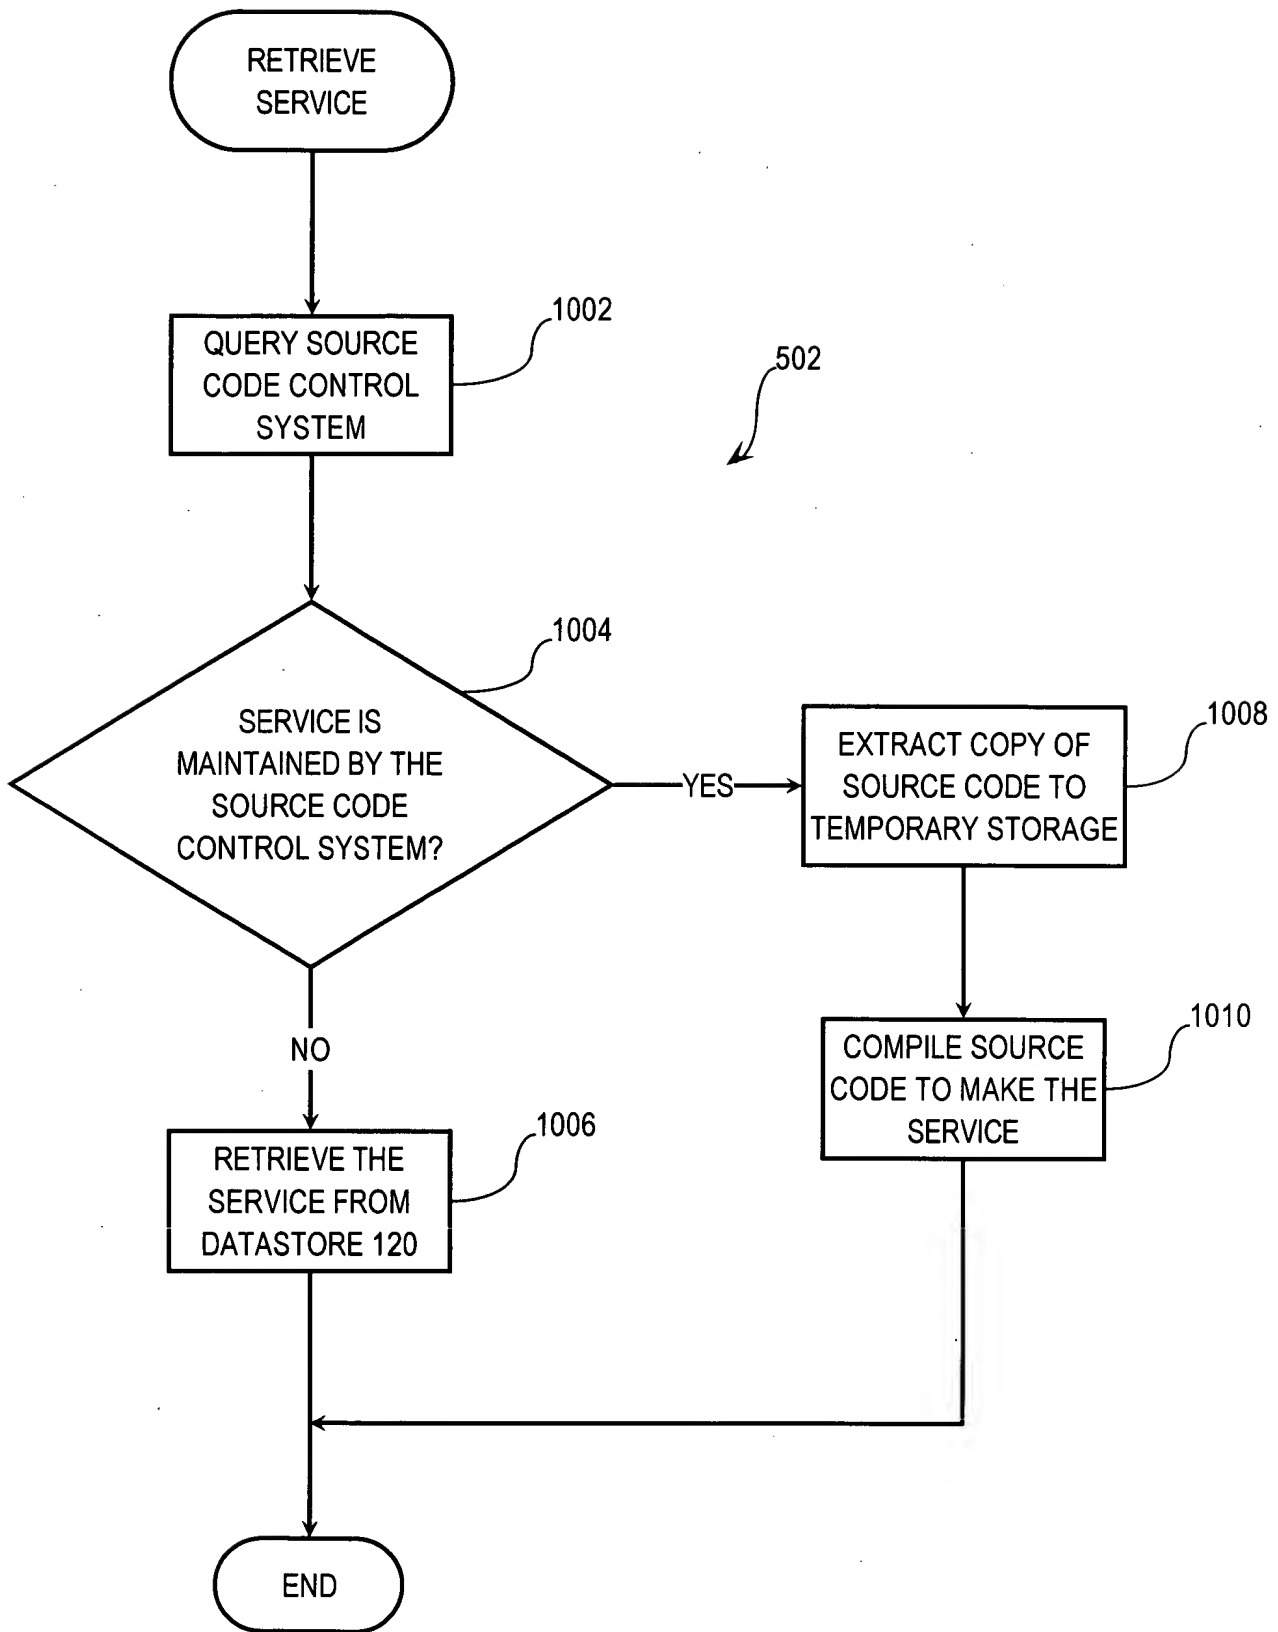 RETRIEVE
SERVICE
1002
QUERY SOURCE
CODE CONTROL
SYSTEM
502
1004
SERVICE IS
MAINTAINED BY THE
SOURCE CODE
CONTROL SYSTEM?
YES
1008
EXTRACT COPY OF
SOURCE CODE TO
TEMPORARY STORAGE
NO
1010
COMPILE SOURCE
CODE TO MAKE THE
SERVICE
1006
RETRIEVE THE
SERVICE FROM
DATASTORE 120
END